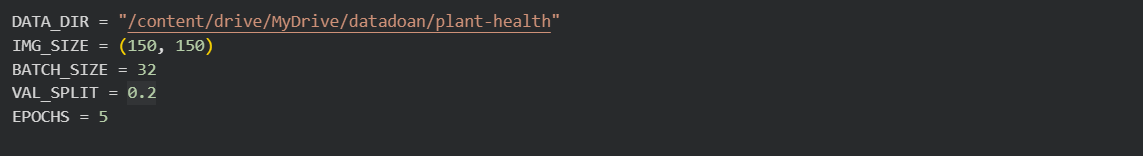 DATA_DIR = "/content/drive/MyDrive/datadoan/plant-health"
IMG_SIZE = (150, 150)
BATCH_SIZE = 32
VAL_SPLIT = 0.2
EPOCHS = 5